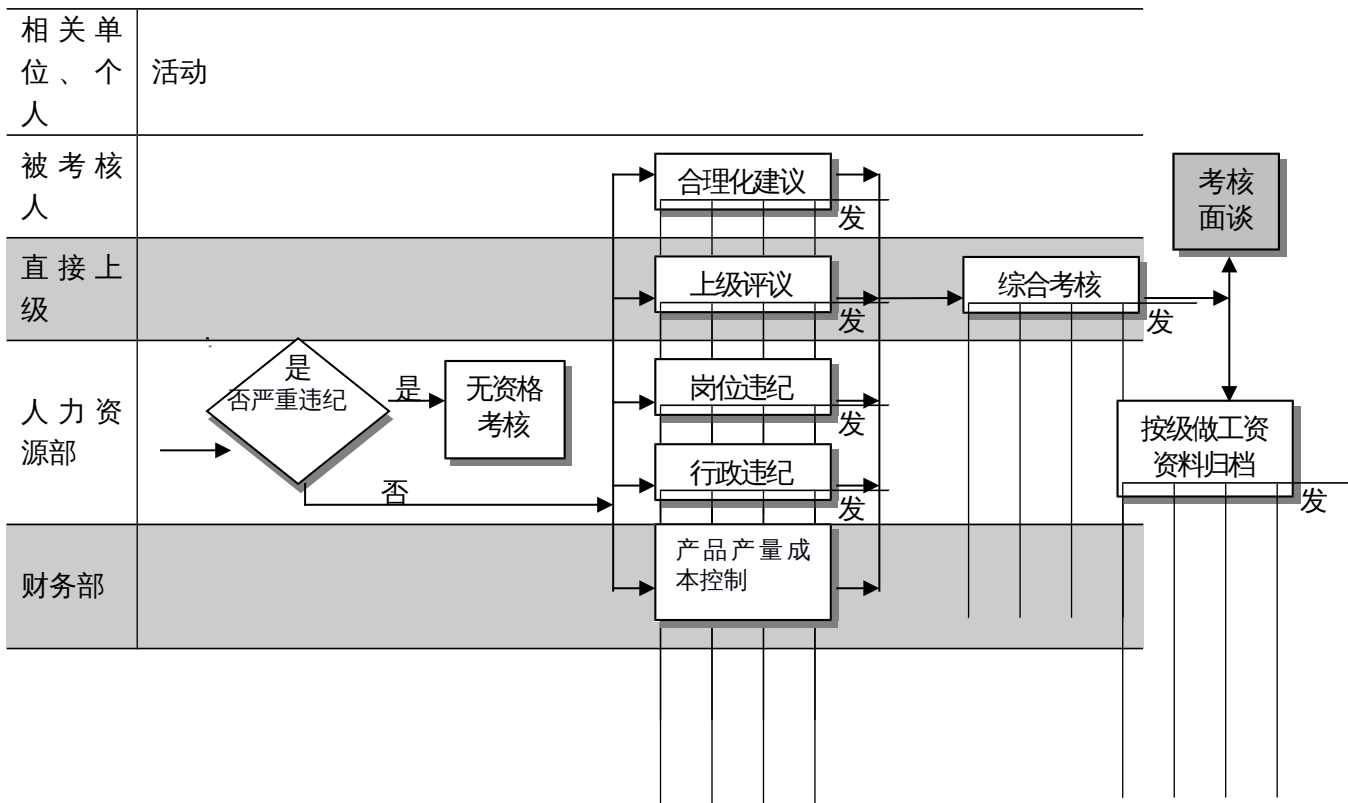 相关单
位、个
人
活动
被考核
人
合理化建议
发
考核
面谈
直接上
级
上级评议
发
综合考核
发
人力资
源部
是
否严重违纪
是
无资格
考核
否
岗位违纪
发
行政违纪
发
按级做工资
资料归档
发
财务部
产品产量成
本控制